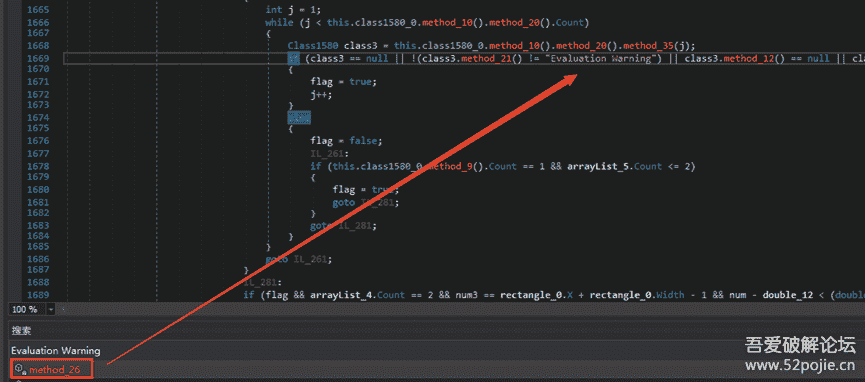 1665 int j = 1;
1666 while (j < this.class1580_0.method_10().method_20().Count)
1667 {
1668 Class1580 class3 = this.class1580_0.method_10().method_20().method_35(j);
1669 if (class3 == null || !(class3.method_21() != "Evaluation Warning") || class3.method_12() == null || cla
1670 {
1671 flag = true;
1672 j++;
1673 }
1674
1675 {
1676 flag = false;
1677 IL_261:
1678 if (this.class1580_0.method_9().Count == 1 && arrayList_5.Count <= 2)
1679 {
1680 flag = true;
1681 goto IL_281;
1682 }
1683 goto IL_281;
1684 }
1685 }
1686 goto IL_261;
1687 }
1688 IL_281:
1689 if (flag && arrayList_4.Count == 2 && num3 == rectangle_0.X + rectangle_0.Width - 1 && num - double_12 < (doubl
100 %
搜索
Evaluation Warning
method_26
吾爱破解论坛
www.52pojie.cn